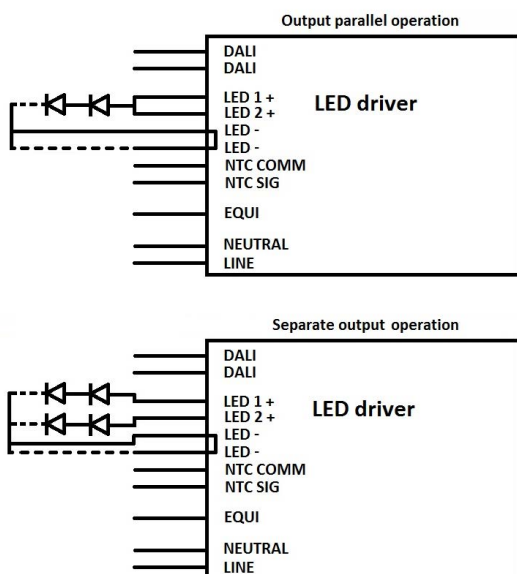 Output parallel operation
DALI
DALI
LED 1 +
LED 2 +
LED -
LED -
NTC COMM
NTC SIG
EQUI
NEUTRAL
LINE
LED driver
Separate output operation
DALI
DALI
LED 1 +
LED 2 +
LED -
LED -
NTC COMM
NTC SIG
EQUI
NEUTRAL
LINE
LED driver